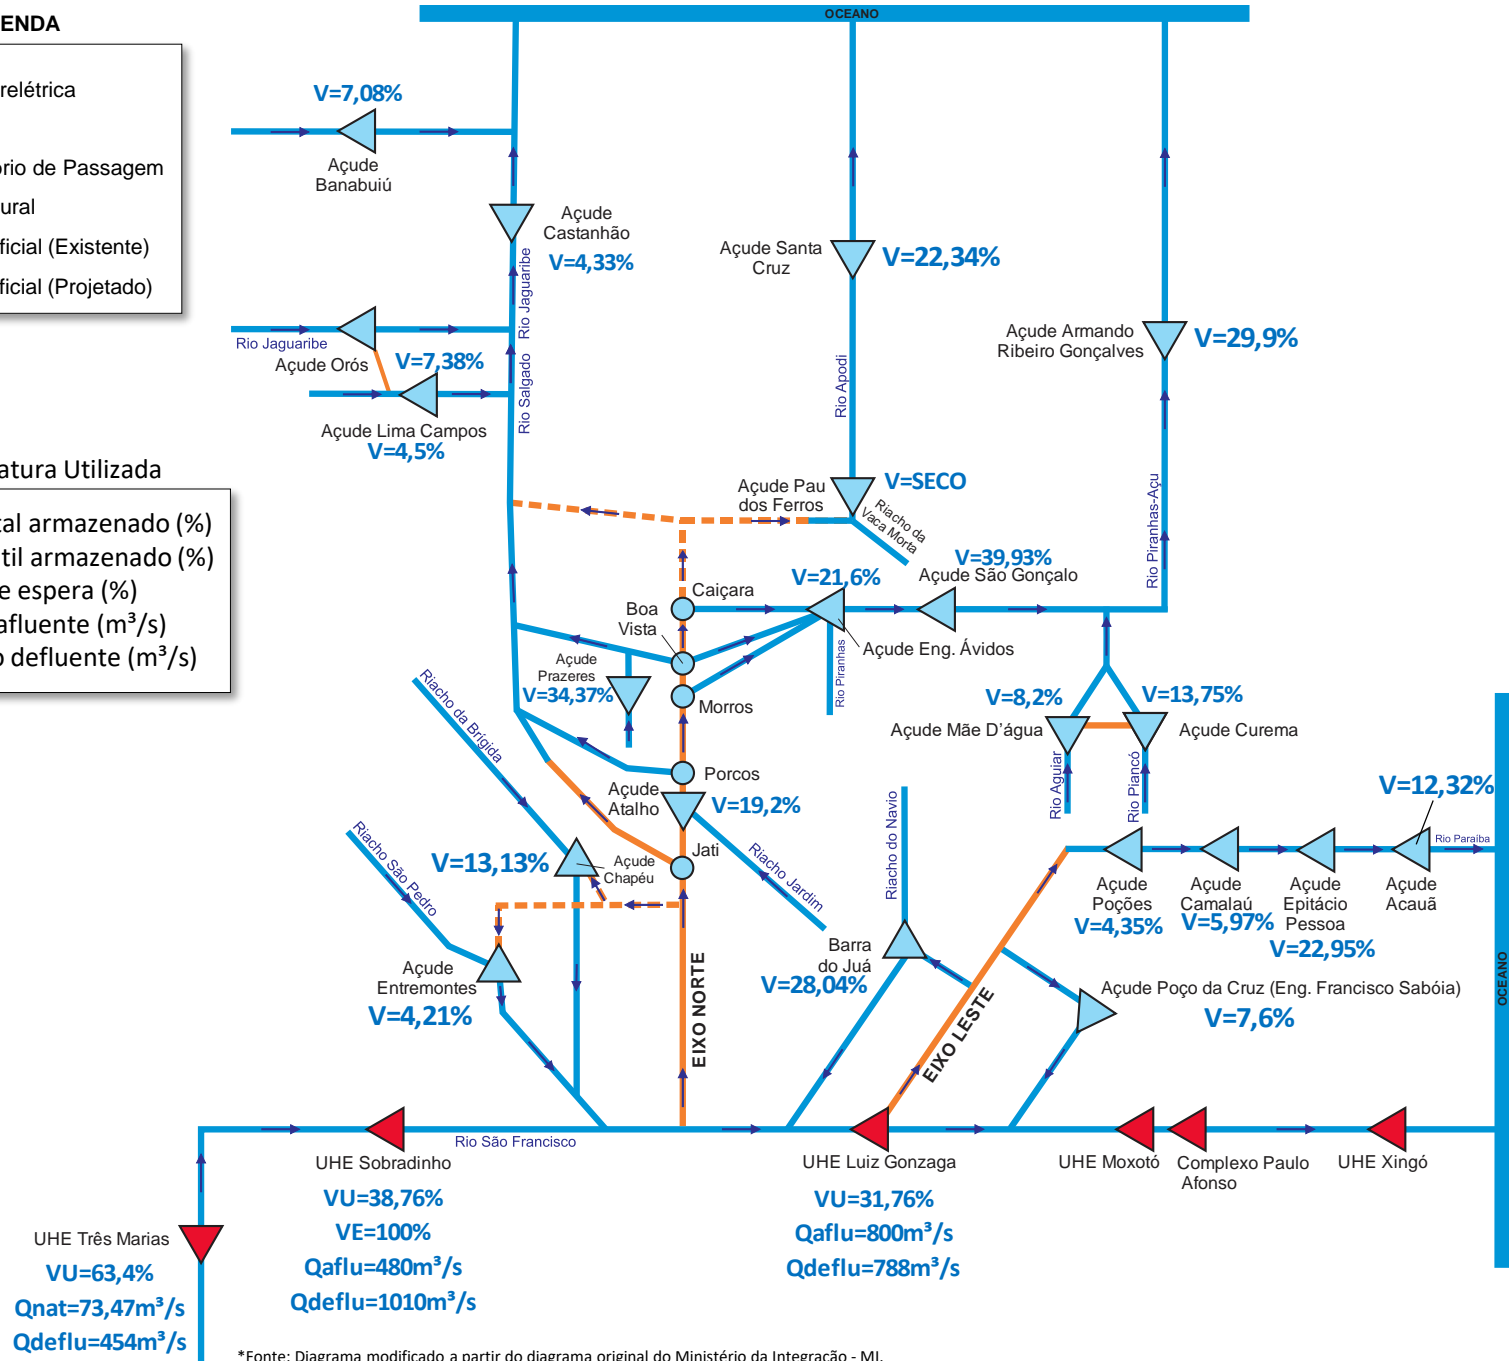 OCEANO
ENDA
relétrica
ório de Passagem
ural
ficial (Existente)
ficial (Projetado)
V=7,08%
Açude
Banabuiú
Açude
Castanhão
V=4,33%
Rio Jaguaribe
Açude Santa
Cruz
V=22,34%
Açude Armando
Ribeiro Gonçalves
V=29,9%
Rio Jaguaribe
Açude Orós
V=7,38%
Rio Salgado
Rio Apodi
Açude Lima Campos
V=4,5%
atura Utilizada
tal armazenado (%)
til armazenado (%)
e espera (%)
afluente (m³/s)
o defluente (m³/s)
Açude Pau
dos Ferros
V=SECO
Riacho da
Vaca Morta
Rio Piranhas-Açu
V=39,93%
Açude São Gonçalo
V=21,6%
Caiçara
Boa
Vista
Açude Eng. Ávidos
Rio Piranhas
Açude
Prazeres
V=34,37%
Morros
Riacho da Brígida
V=8,2%
V=13,75%
Açude Mãe D'água
Açude Curema
Rio Aguiar
Rio Piancó
Porcos
Açude
Atalho
V=19,2%
V=12,32%
Riacho do Navio
Rio Paraiba
Jati
V=13,13%
Açude
Chapéu
Riacho São Pedro
Riacho Jardim
Açude
Poções
V=4,35%
Açude
Camalaú
V=5,97%
Açude
Epitácio
Pessoa
V=22,95%
Açude
Acauã
Barra
do Juá
V=28,04%
Açude
Entremontes
V=4,21%
EIXO NORTE
EIXO LESTE
Açude Poço da Cruz (Eng. Francisco Sabóia)
V=7,6%
OCEANO
Rio São Francisco
UHE Sobradinho
VU=38,76%
VE=100%
Qaflu=480m³/s
Qdeflu=1010m³/s
UHE Luiz Gonzaga
VU=31,76%
Qaflu=800m³/s
Qdeflu=788m³/s
UHE Moxotó
Complexo Paulo
Afonso
UHE Xingó
UHE Três Marias
VU=63,4%
Qnat=73,47m³/s
Qdeflu=454m³/s
*Fonte: Diagrama modificado a partir do diagrama original do Ministério da Integração - MI.